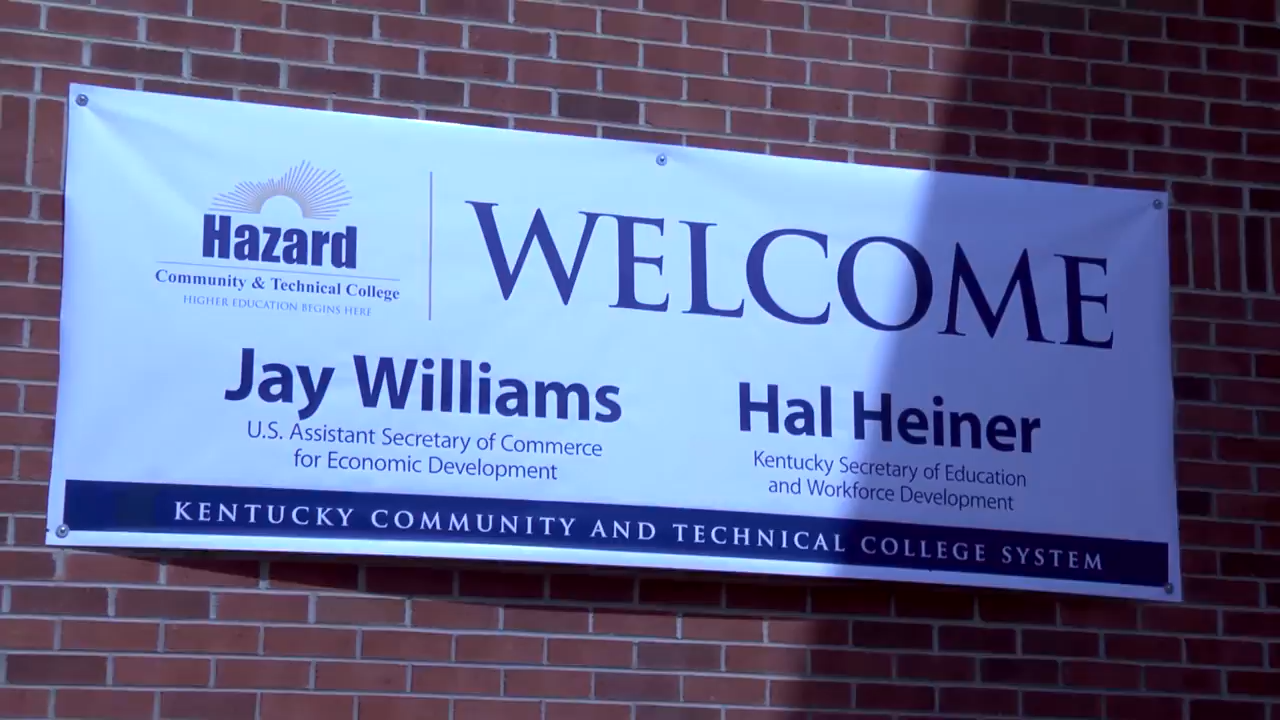 Hazard
Community & Technical College
HIGHER EDUCATION BEGINS HERE
WELCOME
Jay Williams
U.S. Assistant Secretary of Commerce
for Economic Development
Hal Heiner
Kentucky Secretary of Education
and Workforce Development
KENTUCKY COMMUNITY AND TECHNICAL COLLEGE SYSTEM